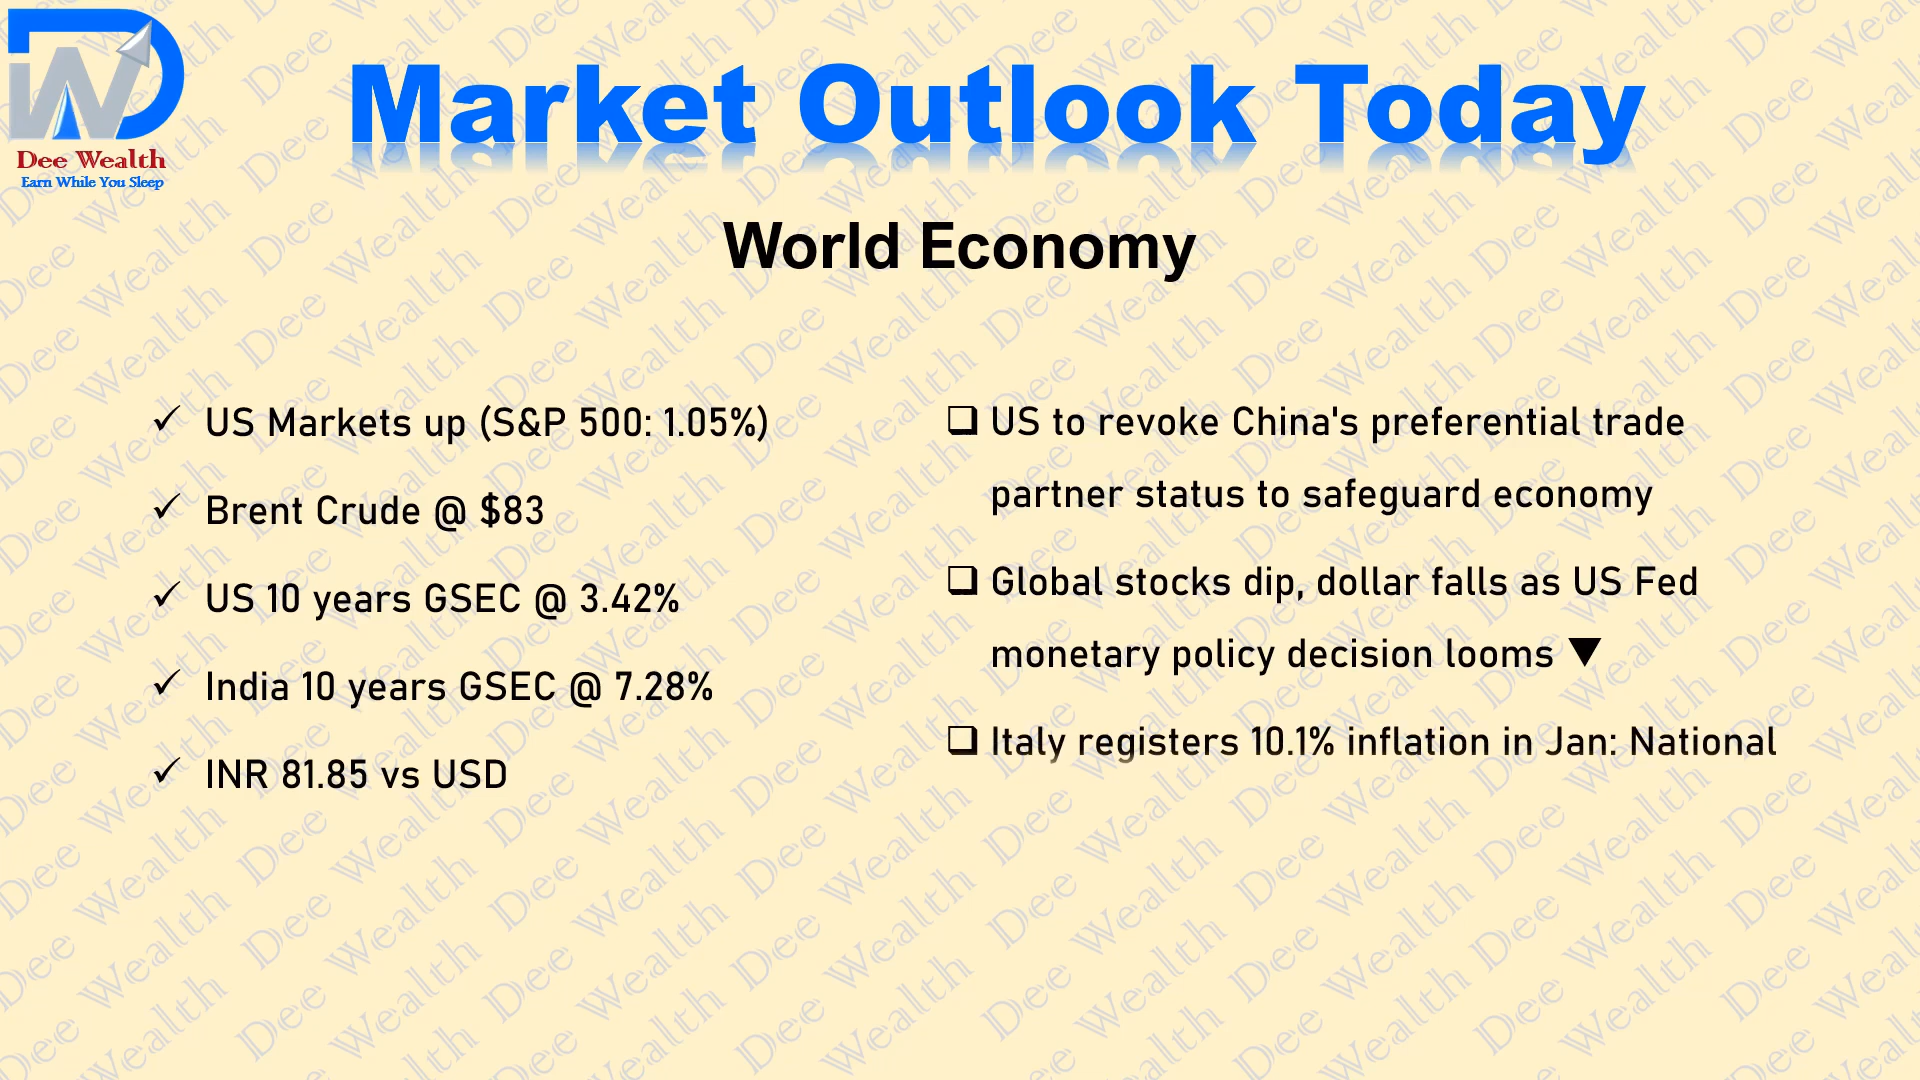 Dee Wealth
Earn While You Sleep
Market Outlook Today
World Economy
US Markets up (S&P 500: 1.05%)
Brent Crude @ $83
US 10 years GSEC @ 3.42%
India 10 years GSEC @ 7.28%
INR 81.85 vs USD
US to revoke China's preferential trade
partner status to safeguard economy
Global stocks dip, dollar falls as US Fed
monetary policy decision looms ▼
Italy registers 10.1% inflation in Jan: National